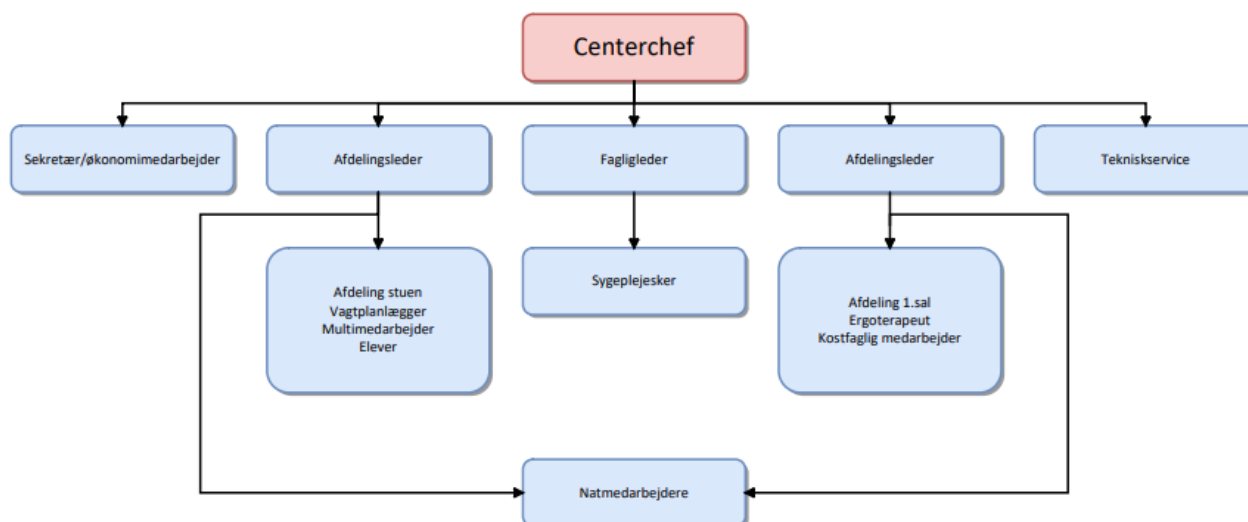 Centerchef
Sekretær/økonomimedarbejder
Afdelingsleder
Fagligleder
Afdelingsleder
Tekniskservice
Afdeling stuen
Vagtplanlægger
Multimedarbejder
Elever
Sygeplejesker
Afdeling 1.sal
Ergoterapeut
Kostfaglig medarbejder
Natmedarbejdere